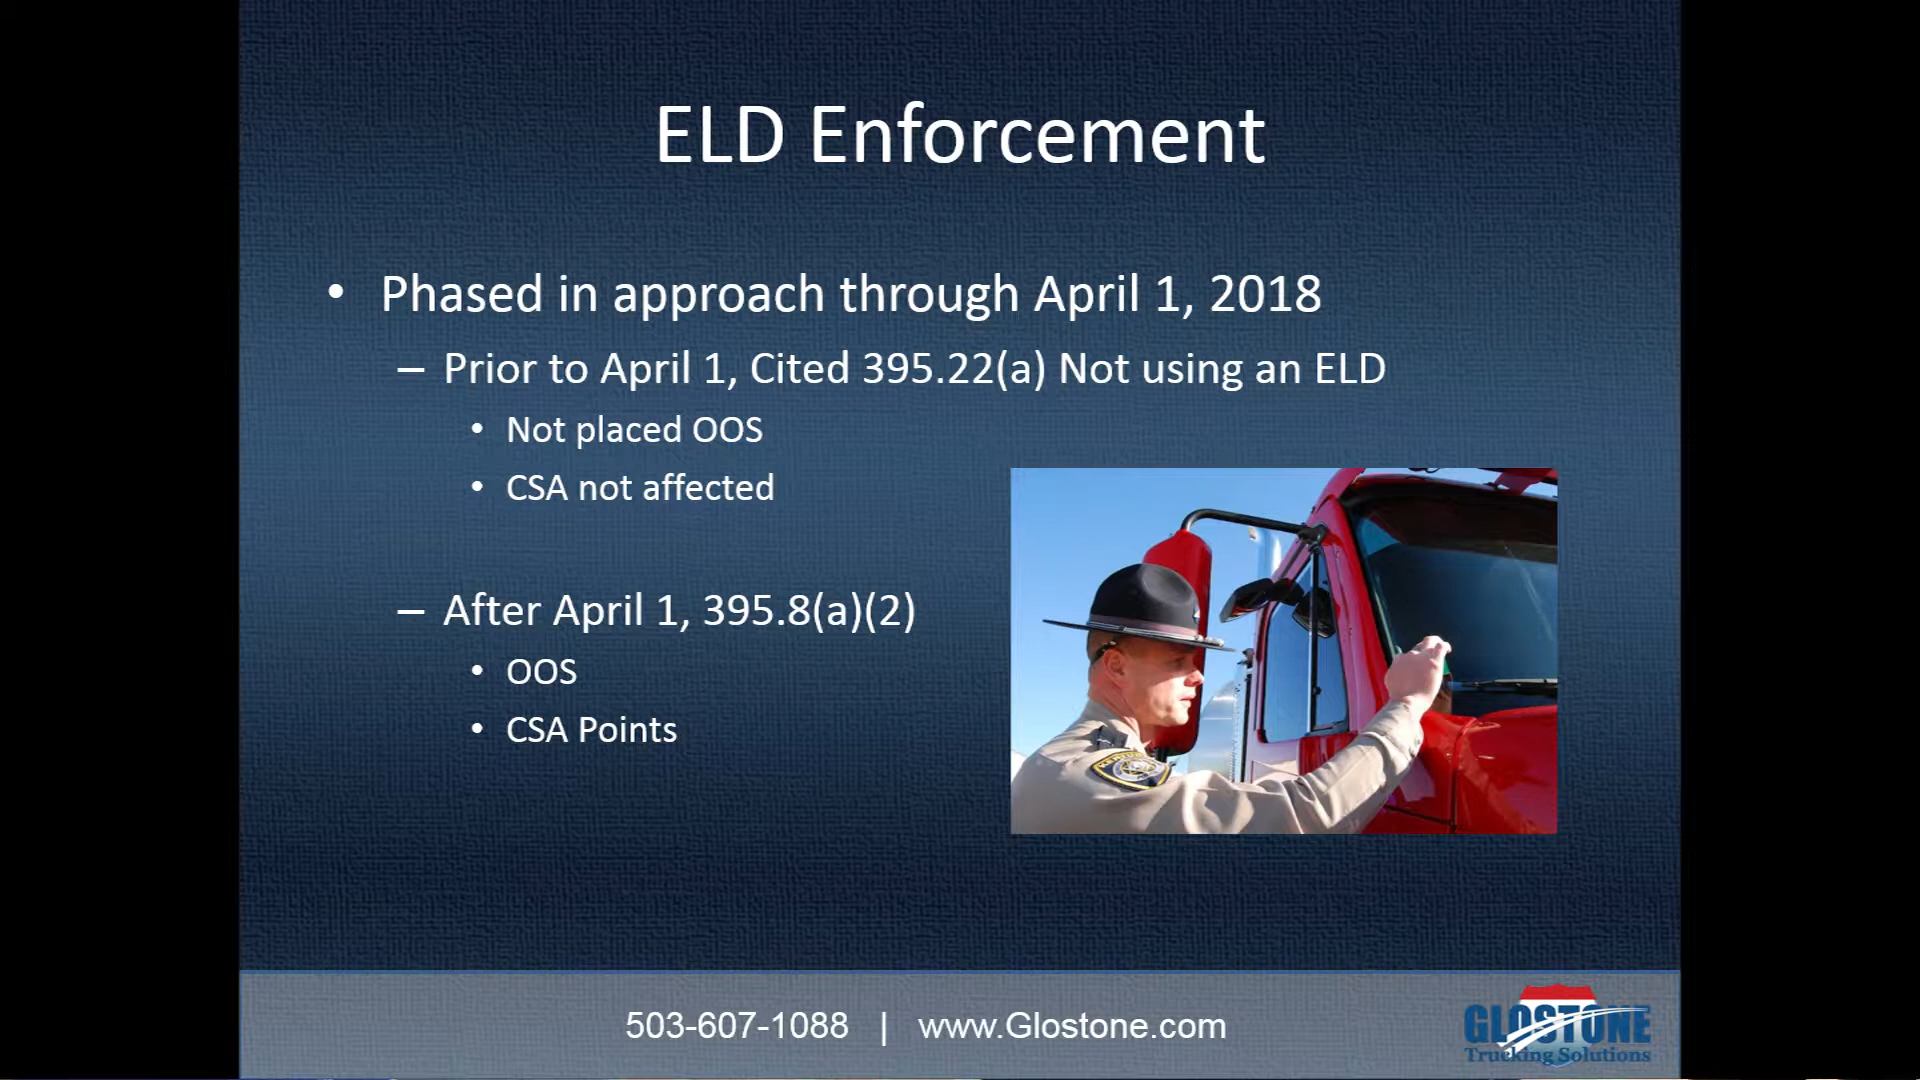 ELD Enforcement
• Phased in approach through April 1, 2018
– Prior to April 1, Cited 395.22(a) Not using an ELD
• Not placed OOS
• CSA not affected
– After April 1, 395.8(a)(2)
• OOS
• CSA Points
503-607-1088 | www.Glostone.com
GLOSTONE
Trucking Solutions